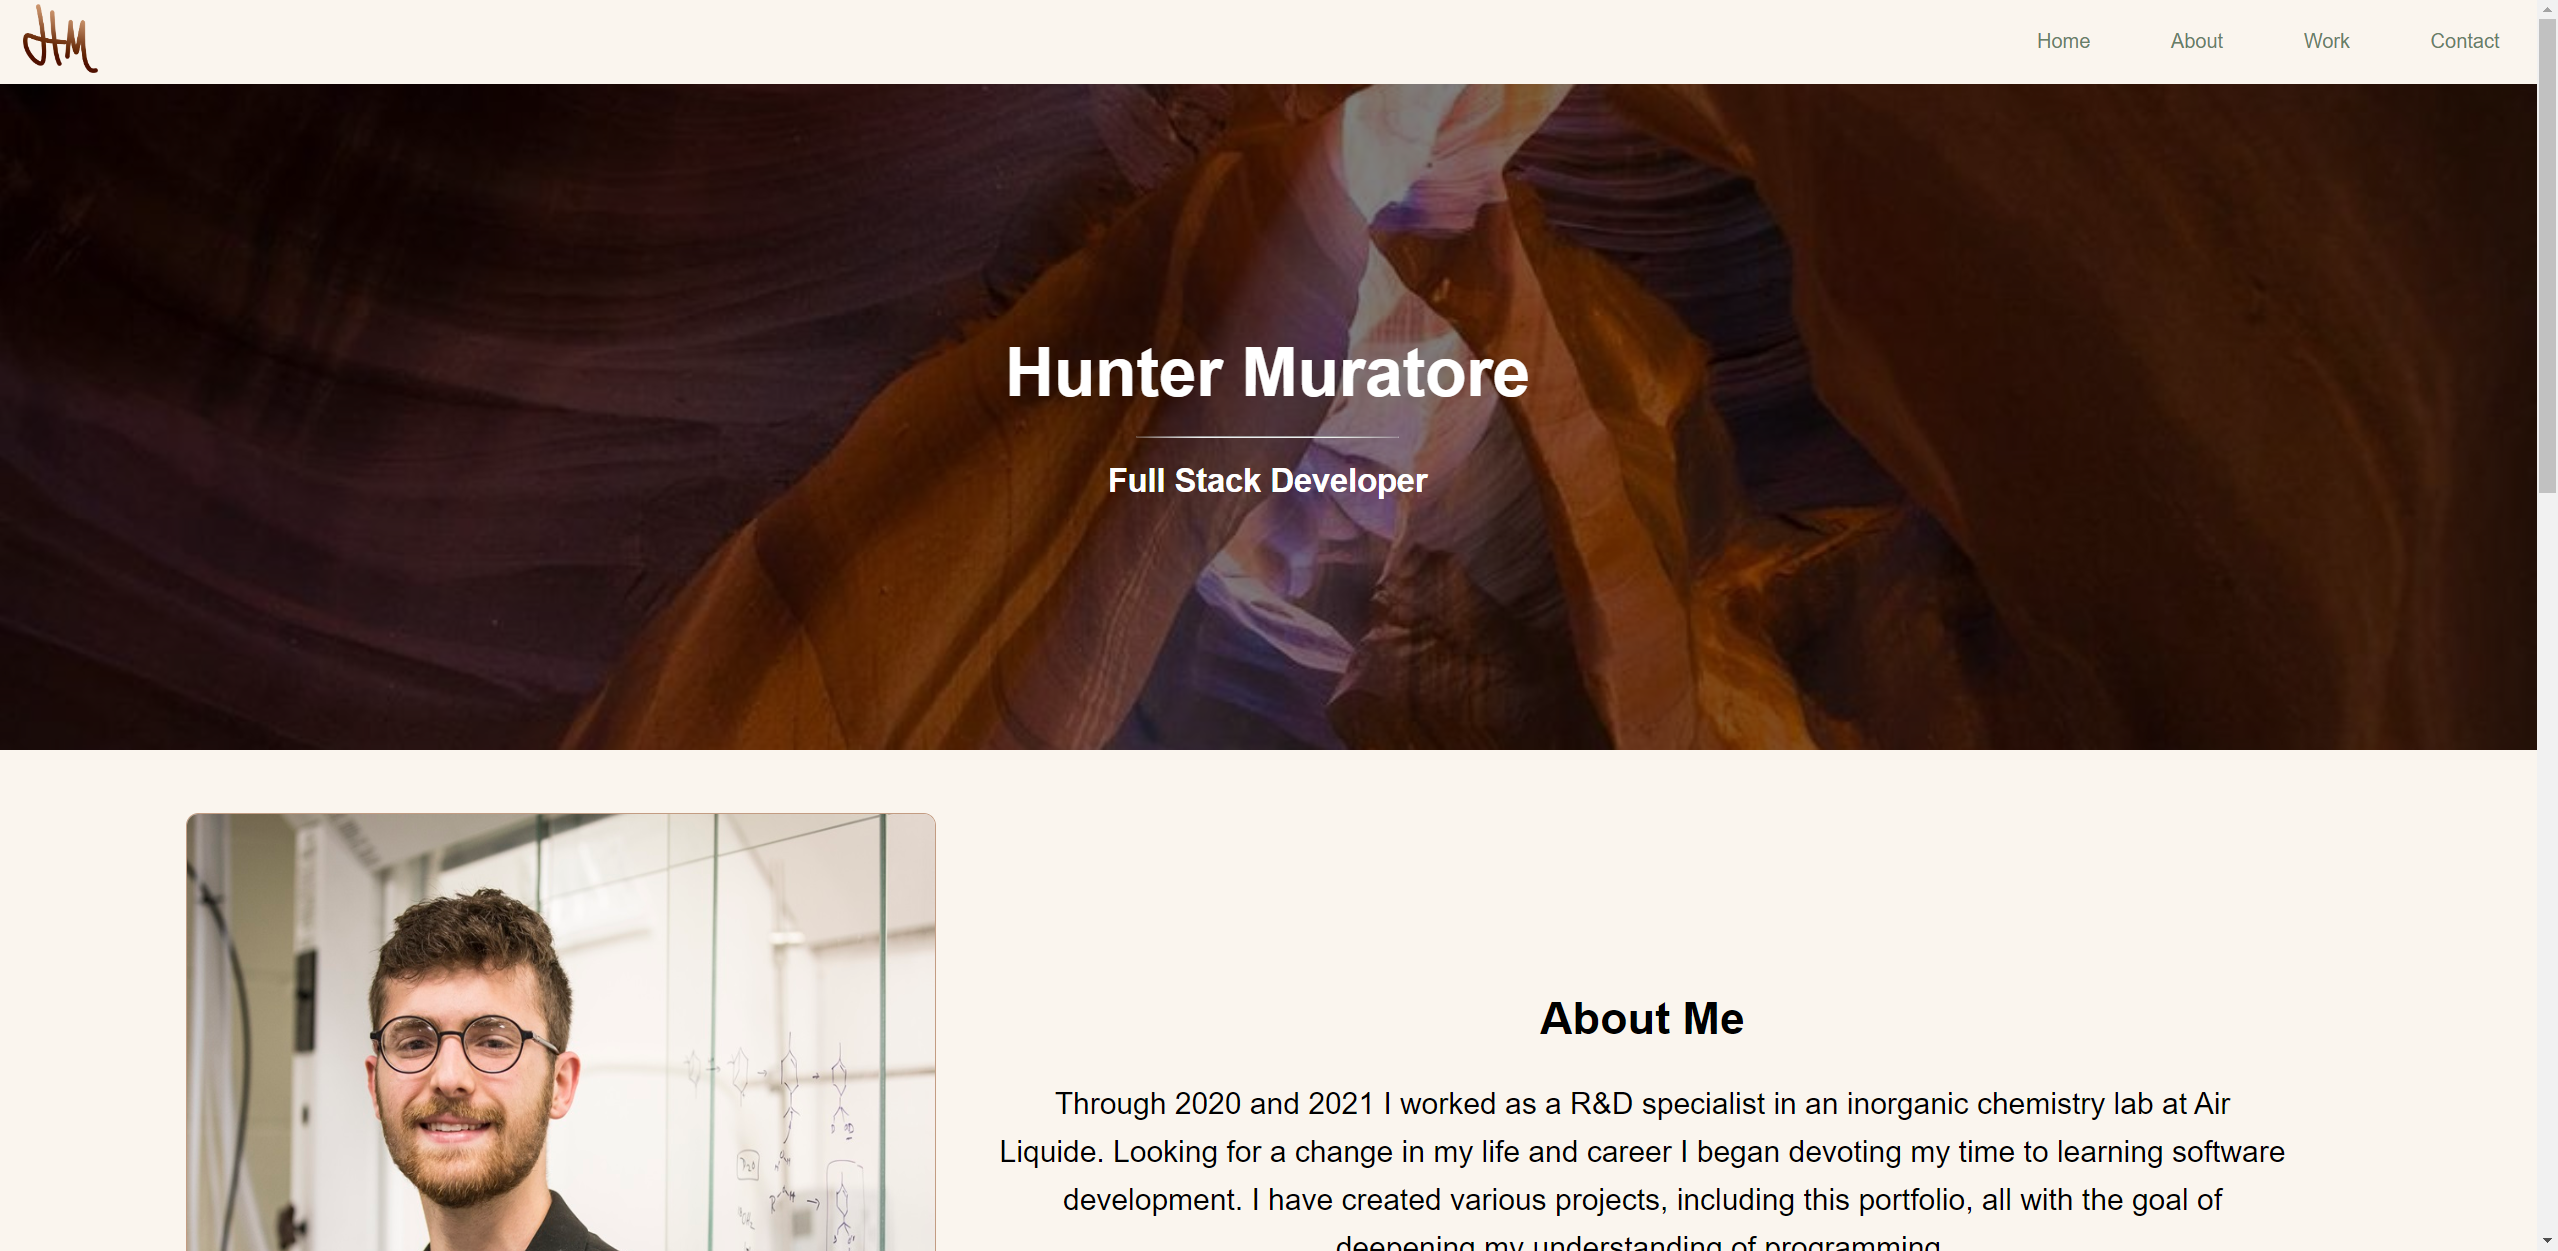 HM
Home About Work Contact
Hunter Muratore
Full Stack Developer
About Me
Through 2020 and 2021 I worked as a R&D specialist in an inorganic chemistry lab at Air
Liquide. Looking for a change in my life and career I began devoting my time to learning software
development. I have created various projects, including this portfolio, all with the goal of
deepening my understanding of programming.